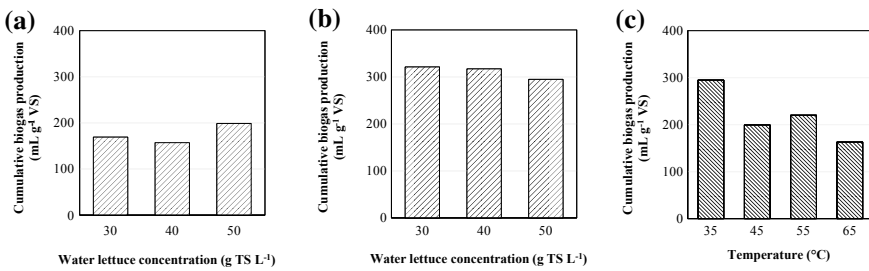 (a)
Cumulative biogas production
(mL g-1 VS)
400
300
200
100
0
30 40 50
Water lettuce concentration (g TS L-1)
(b)
Cumulative biogas production
(mL g-1 VS)
400
300
200
100
0
30 40 50
Water lettuce concentration (g TS L-1)
(c)
Cumulative biogas production
(mL g-1 VS)
400
300
200
100
0
35 45 55 65
Temperature (°C)